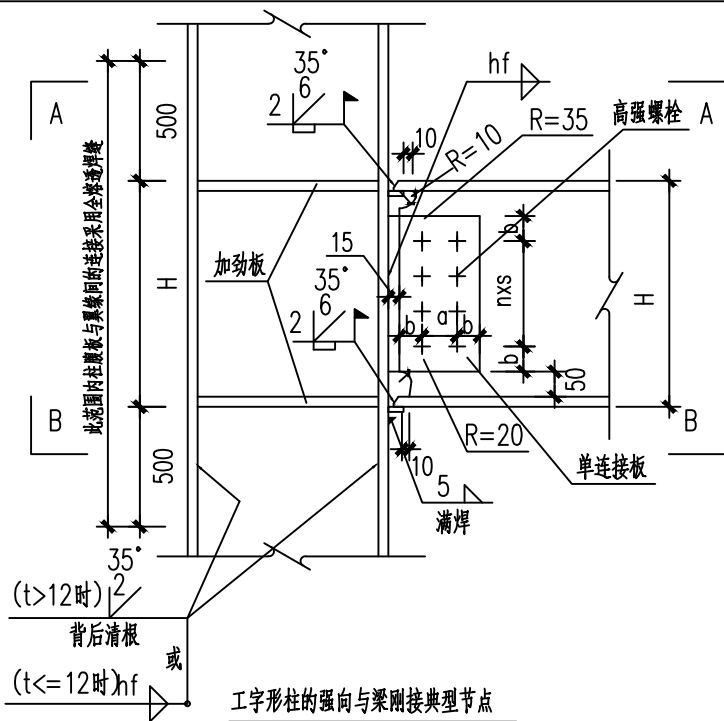 35°
6
2
hf
A
500
此范围内柱腹板与翼缘间的连接采用全熔透焊缝
10
R=10
R=35
高强螺栓
A
H
加劲板
15
35°
6
2
b
nxs
b
a
b
b
H
50
B
500
R=20
B
10
单连接板
5
满焊
35°
(t>12时)
2
背后清根
或
(t<=12时)hf
工字形柱的强向与梁刚接典型节点